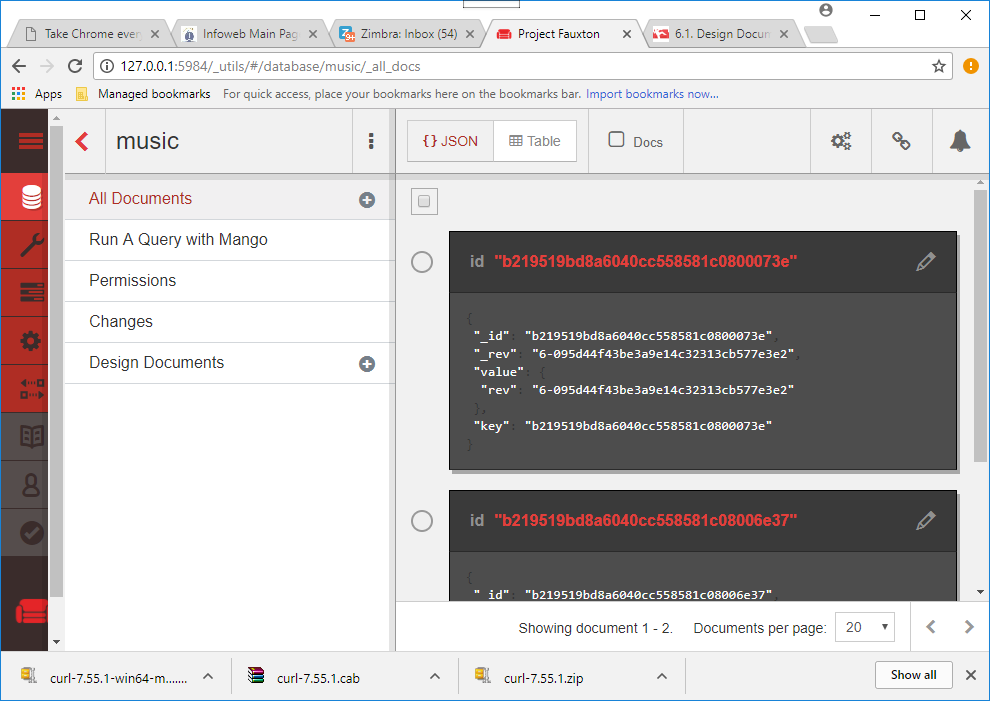 Take Chrome every
Infoweb Main Pag
Zimbra: Inbox (54)
Project Fauxton
6.1. Design Docum
127.0.0.1:5984/_utils/#/database/music/_all_docs
Apps
Managed bookmarks
For quick access, place your bookmarks here on the bookmarks bar. Import bookmarks now...
music
{ } JSON
Table
Docs
All Documents
Run A Query with Mango
Permissions
Changes
Design Documents
id "b219519bd8a6040cc558581c0800073e"
{
"_id": "b219519bd8a6040cc558581c0800073e",
"_rev": "6-095d44f43be3a9e14c32313cb577e3e2",
"value": {
"rev": "6-095d44f43be3a9e14c32313cb577e3e2"
},
"key": "b219519bd8a6040cc558581c0800073e"
}
id "b219519bd8a6040cc558581c08006e37"
{
"_id": "b219519bd8a6040cc558581c08006e37",
Showing document 1 - 2.
Documents per page:
20
curl-7.55.1-win64-m.......
curl-7.55.1.cab
curl-7.55.1.zip
Show all